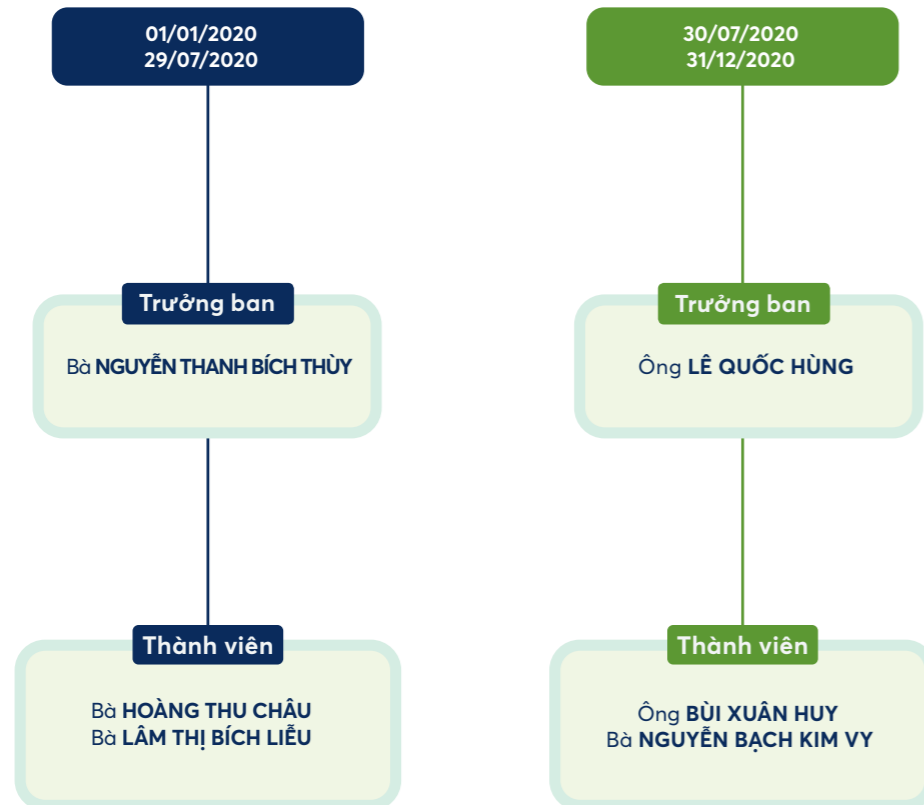 01/01/2020
29/07/2020
Trưởng ban
Bà NGUYỄN THANH BÍCH THÙY
Thành viên
Bà HOÀNG THU CHÂU
Bà LÂM THỊ BÍCH LIỄU
30/07/2020
31/12/2020
Trưởng ban
Ông LÊ QUỐC HÙNG
Thành viên
Ông BÙI XUÂN HUY
Bà NGUYỄN BẠCH KIM VY